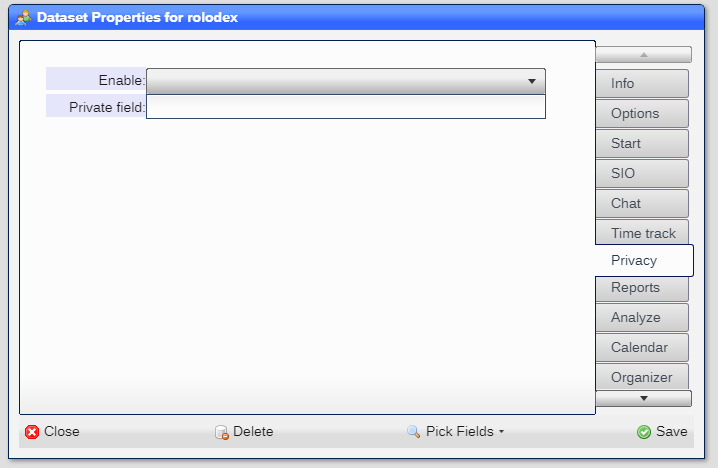 Dataset Properties for rolodex
Enable:
Private field:
Info
Options
Start
SIO
Chat
Time track
Privacy
Reports
Analyze
Calendar
Organizer
Close
Delete
Pick Fields
Save